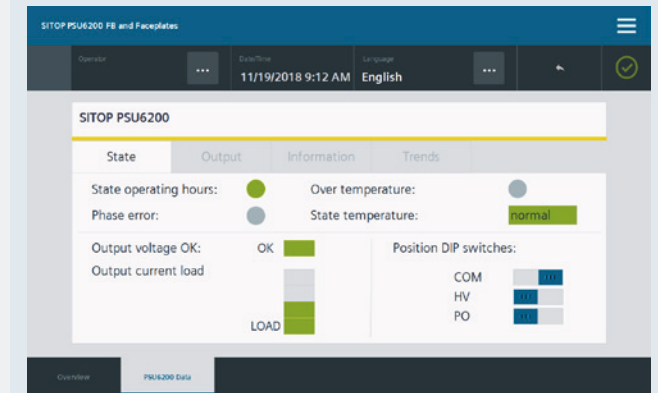 SITOP PSU6200 FB and Faceplates
Operator ... Date/Time Language ...
11/19/2018 9:12 AM English
SITOP PSU6200
State Output Information Trends
State operating hours: Over temperature:
Phase error: State temperature: normal
Output voltage OK: OK Position DIP switches:
Output current load COM
HV
LOAD PO
Overview PSU6200 Data